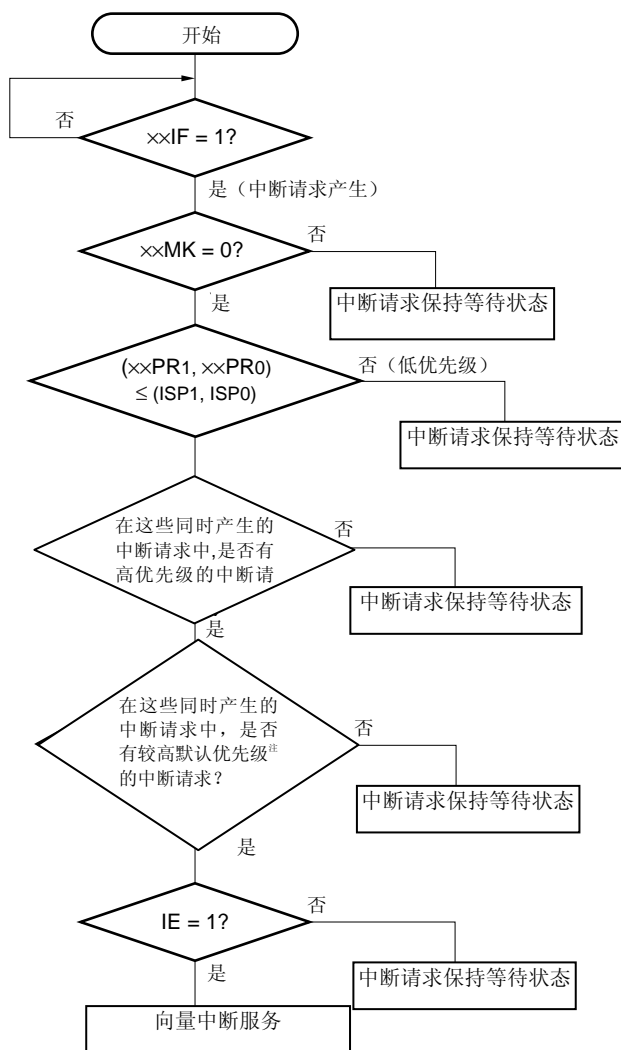 开始
否
××IF = 1?
是（中断请求产生）
××MK = 0?
否
中断请求保持等待状态
是
(××PR1, ××PR0)
≤ (ISP1, ISP0)
否（低优先级）
中断请求保持等待状态
在这些同时产生的
中断请求中,是否有
高优先级的中断请
否
中断请求保持等待状态
是
在这些同时产生的
中断请求中，是否
有较高默认优先级注
的中断请求？
否
中断请求保持等待状态
是
IE = 1?
否
中断请求保持等待状态
是
向量中断服务